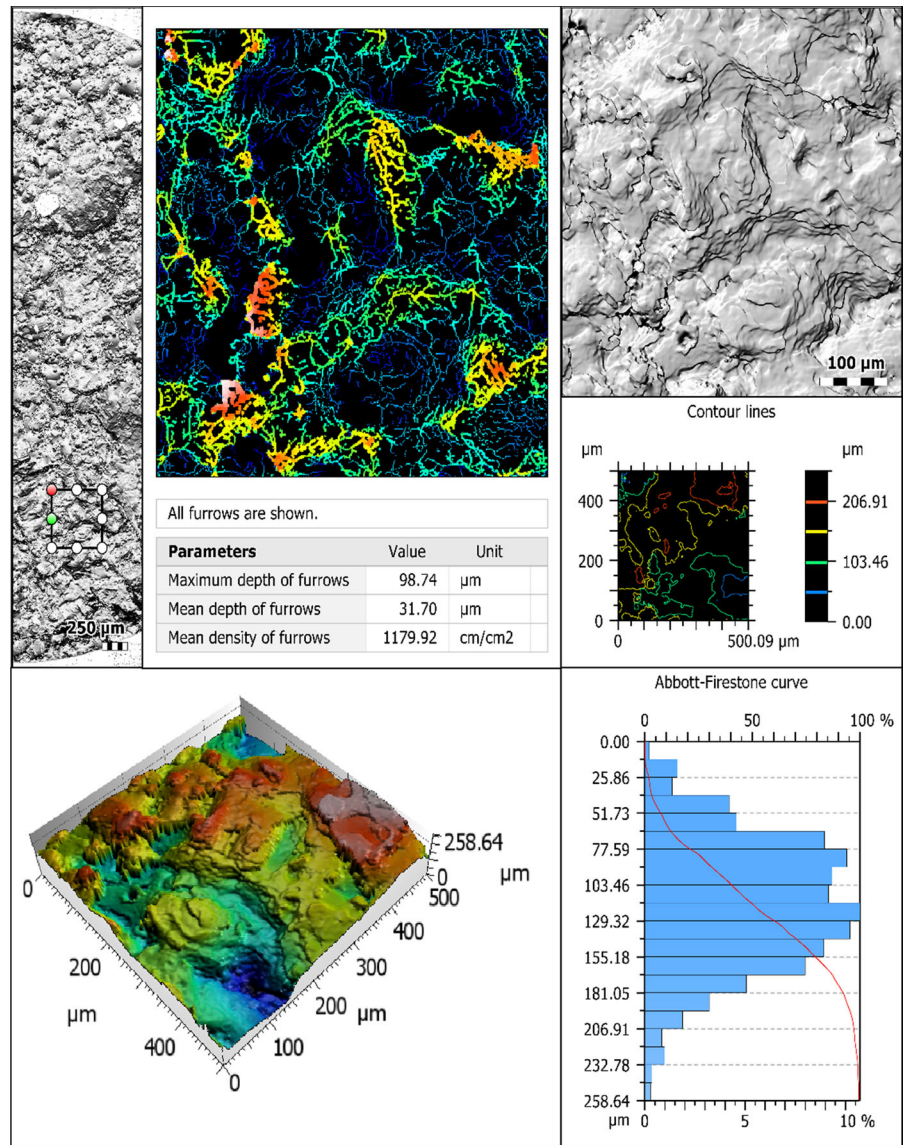 250 µm
All furrows are shown.
Parameters Value Unit
Maximum depth of furrows 98.74 µm
Mean depth of furrows 31.70 µm
Mean density of furrows 1179.92 cm/cm2
100 µm
Contour lines
µm µm
400
200
0
0 500.09 µm
206.91
103.46
0.00
258.64
0
µm
0
200
µm
400
0
100
200
µm
300
400
500
Abbott-Firestone curve
0 50 100 %
0.00
25.86
51.73
77.59
103.46
129.32
155.18
181.05
206.91
232.78
258.64
µm 0 5 10 %